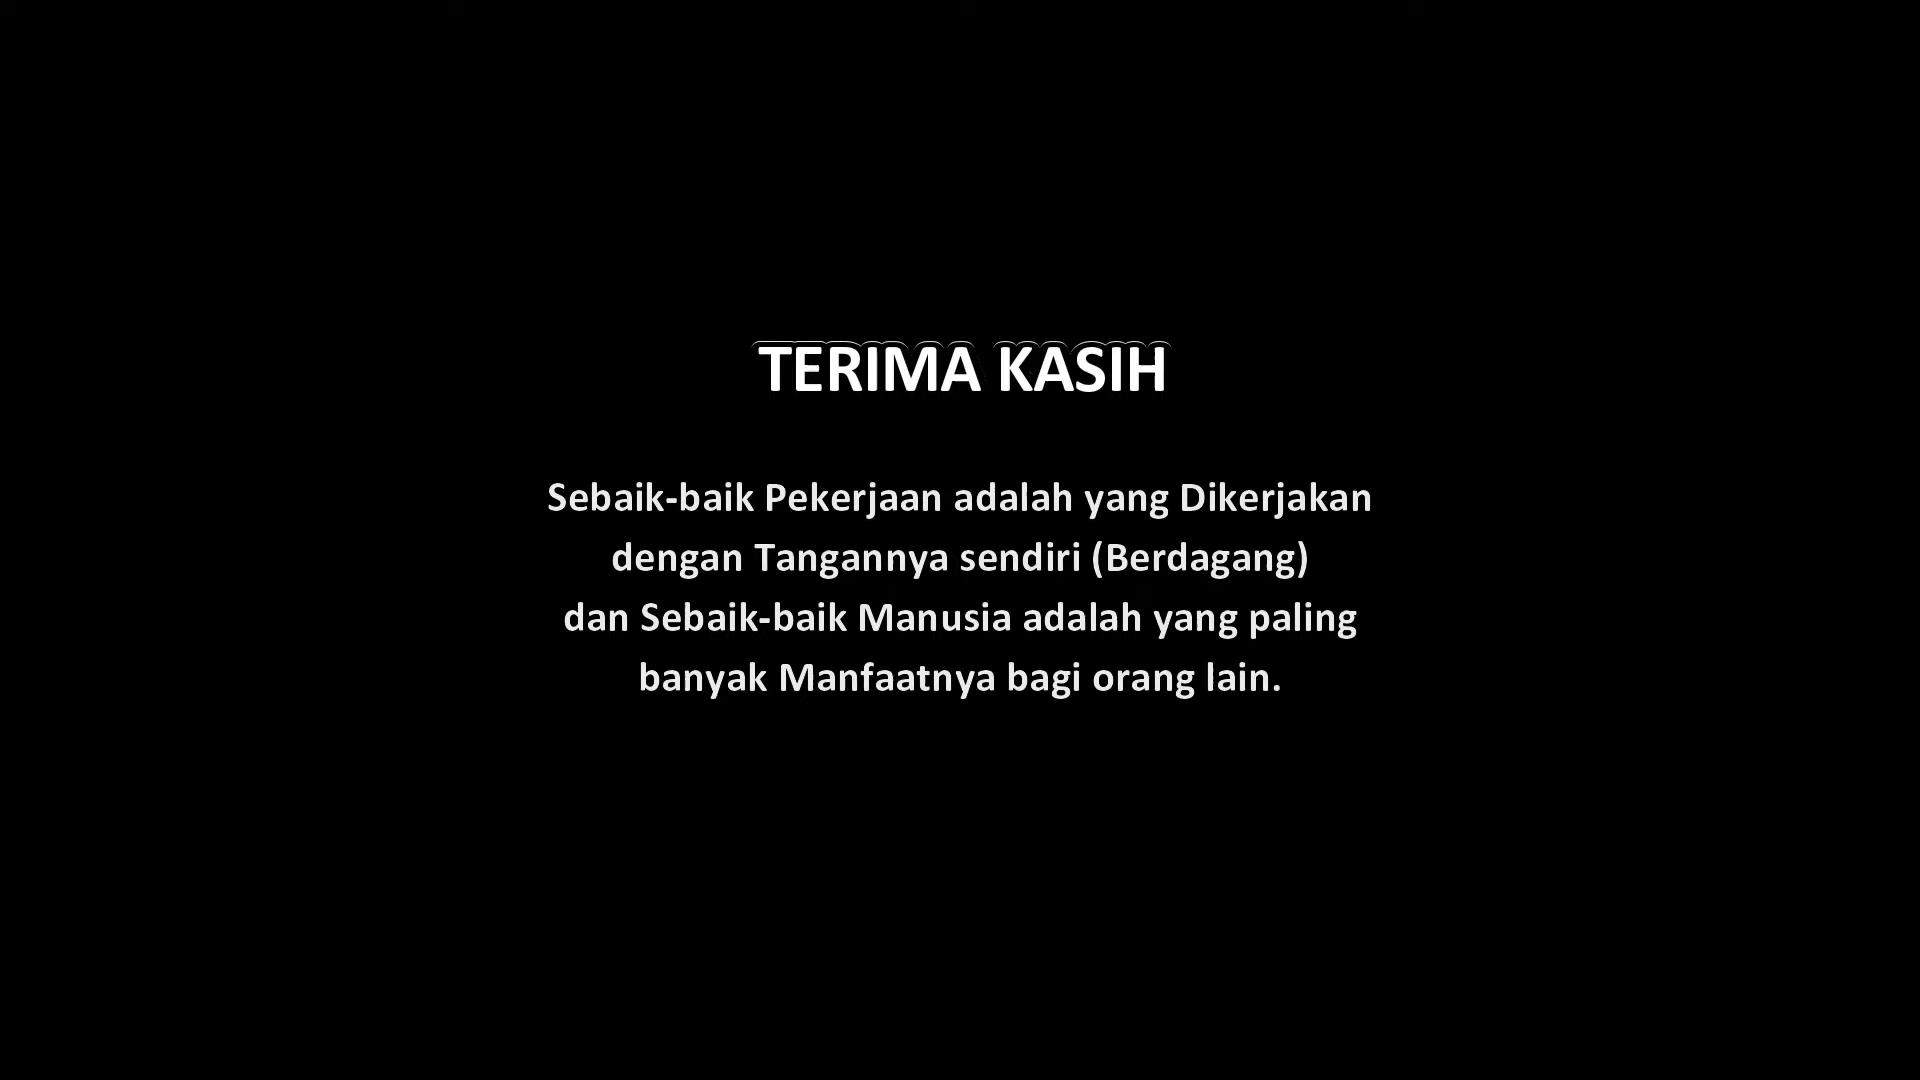 TERIMA KASIH
Sebaik-baik Pekerjaan adalah yang Dikerjakan
dengan Tangannya sendiri (Berdagang)
dan Sebaik-baik Manusia adalah yang paling
banyak Manfaatnya bagi orang lain.